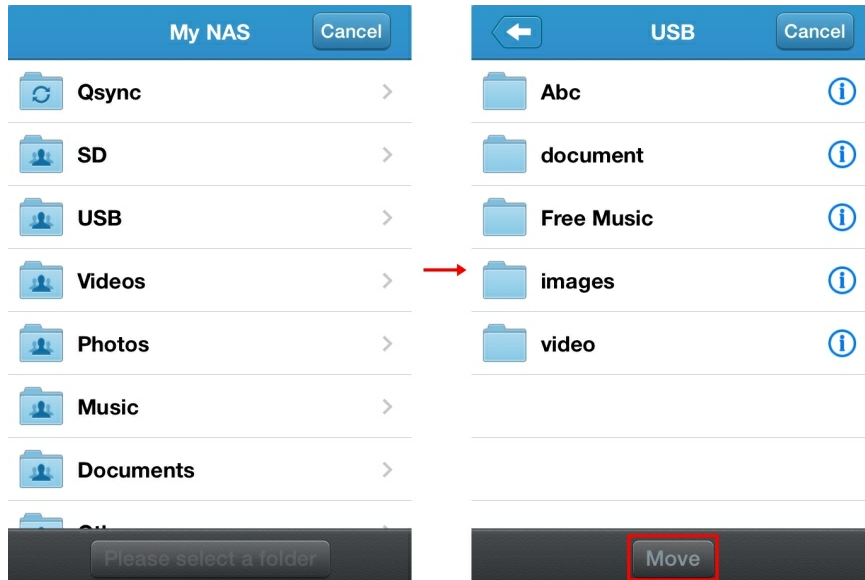 My NAS
Cancel
Qsync
SD
USB
Videos
Photos
Music
Documents
Please select a folder
USB
Cancel
Abc
document
Free Music
images
video
Move